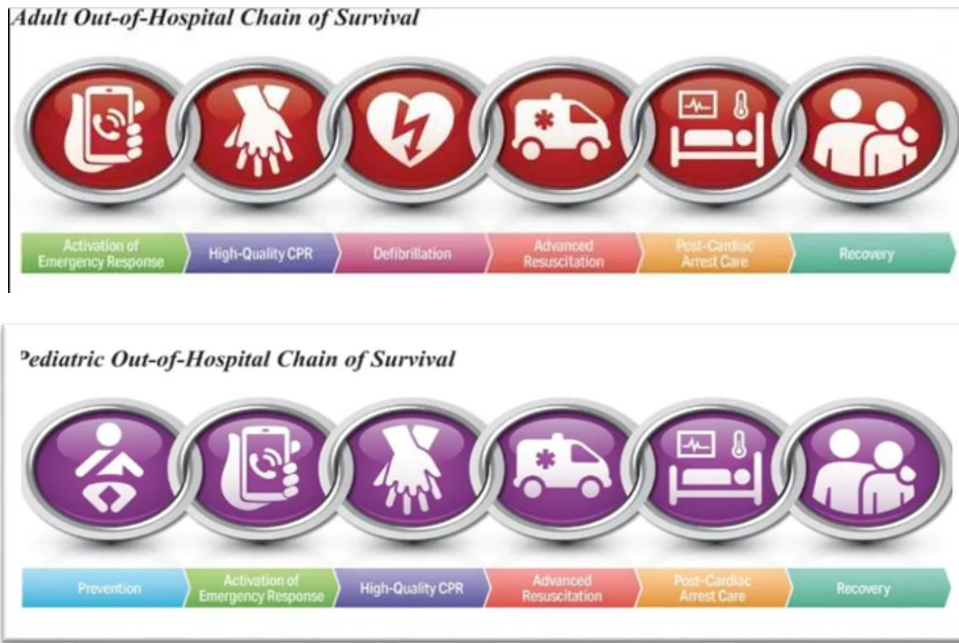 Adult Out-of-Hospital Chain of Survival
Activation of
Emergency Response
High-Quality CPR
Defibrillation
Advanced
Resuscitation
Post-Cardiac
Arrest Care
Recovery
Pediatric Out-of-Hospital Chain of Survival
Prevention
Activation of
Emergency Response
High-Quality CPR
Advanced
Resuscitation
Post-Cardiac
Arrest Care
Recovery